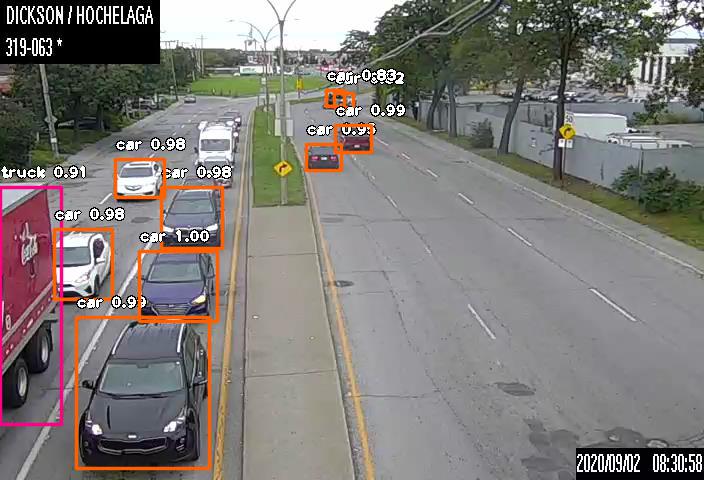 DICKSON / HOCHELAGA
319-063 *
car 0.83
car 0.99
car 0.98
car 0.98
truck 0.91
car 0.98
car 1.00
car 0.99
2020/09/02 08:30:58